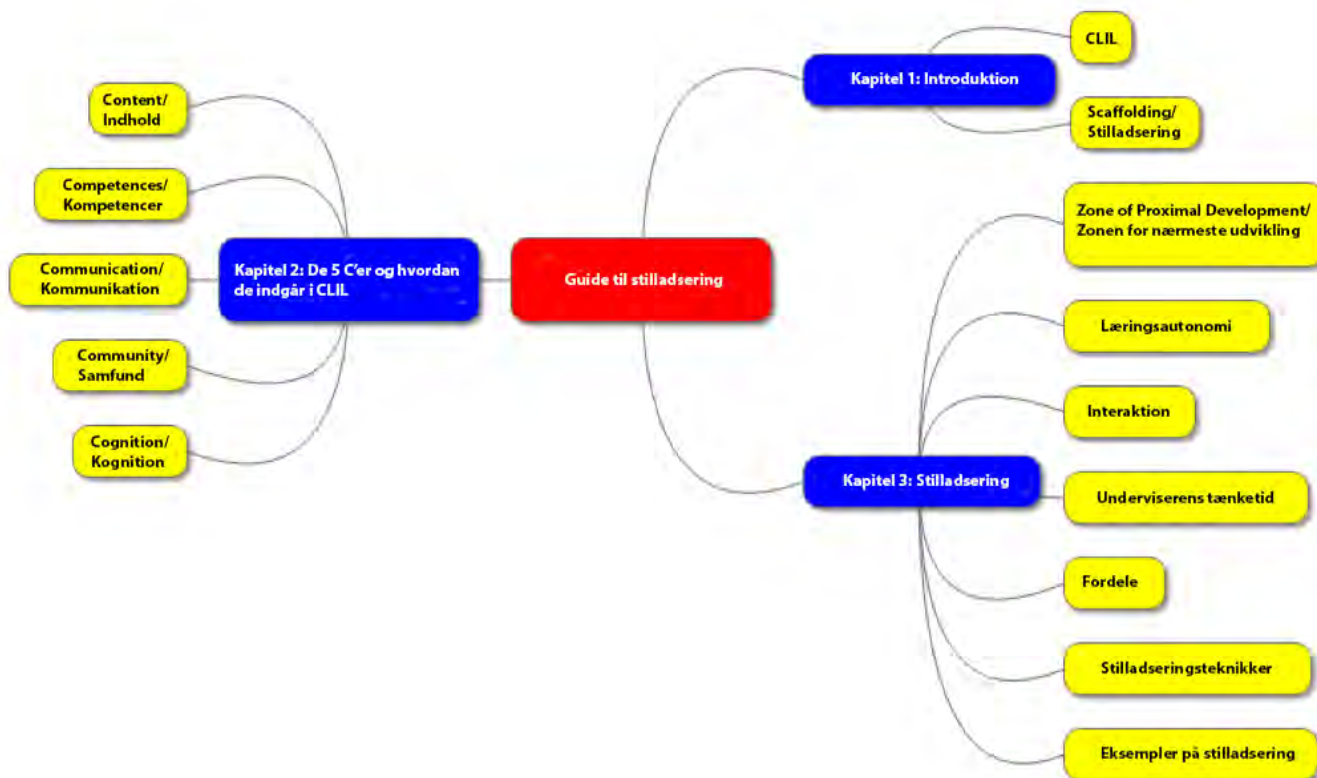 Guide til stilladsering
Kapitel 1: Introduktion
CLIL
Scaffolding/
Stilladsering
Kapitel 2: De 5 C'er og hvordan
de indgår i CLIL
Content/
Indhold
Competences/
Kompetencer
Communication/
Kommunikation
Community/
Samfund
Cognition/
Kognition
Kapitel 3: Stilladsering
Zone of Proximal Development/
Zonen for nærmeste udvikling
Læringsautonomi
Interaktion
Underviserens tænketid
Fordele
Stilladseringsteknikker
Eksempler på stilladsering